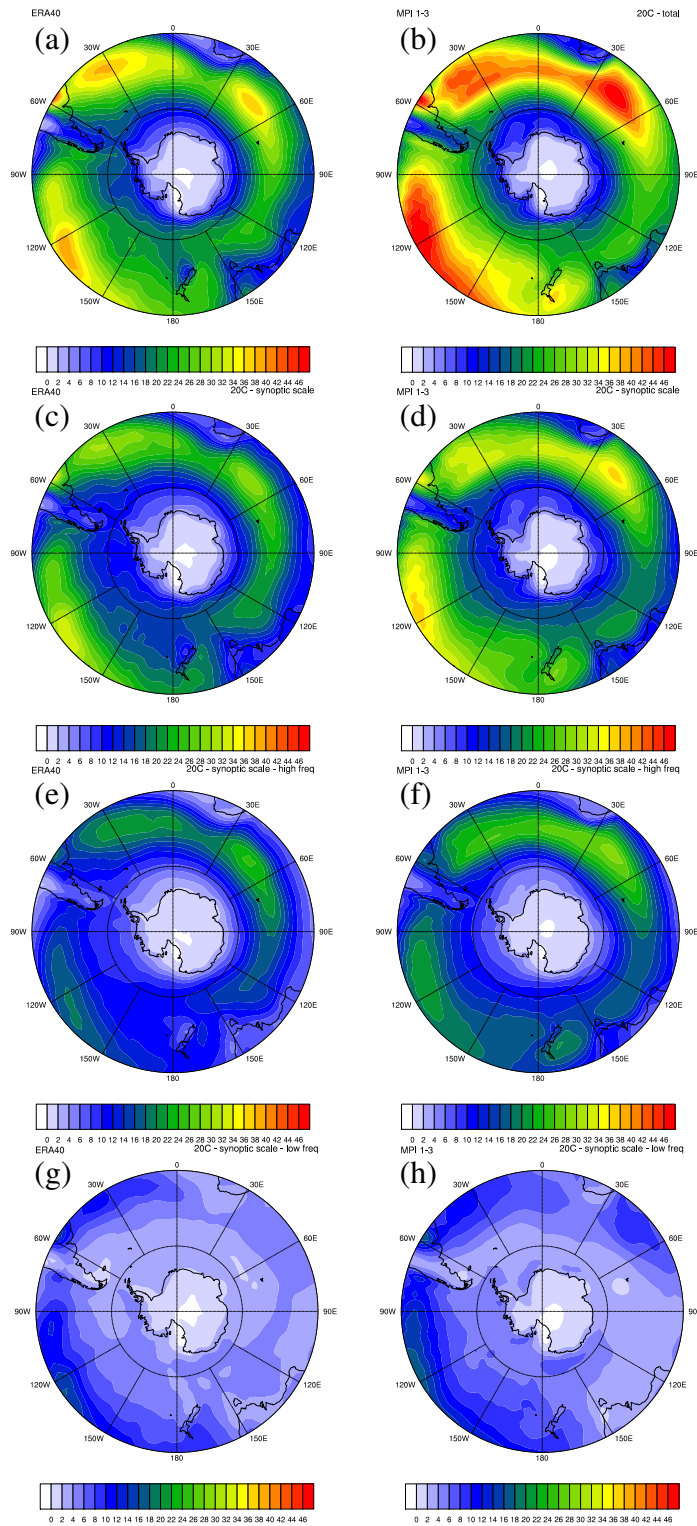 ERA40
(a)
0
30W
30E
60W
60E
90W
90E
120W
120E
150W
180
0 2 4 6 8 10 12 14 16 18 20 22 24 26 28 30 32 34 36 38 40 42 44 46
MPI 1-3 20C - total
(b)
0
30W
30E
60W
60E
90W
90E
120W
120E
150W
180
0 2 4 6 8 10 12 14 16 18 20 22 24 26 28 30 32 34 36 38 40 42 44 46
ERA40 20C - synoptic scale
(c)
0
30W
30E
60W
60E
90W
90E
120W
120E
150W
180
0 2 4 6 8 10 12 14 16 18 20 22 24 26 28 30 32 34 36 38 40 42 44 46
MPI 1-3 20C - synoptic scale
(d)
0
30W
30E
60W
60E
90W
90E
120W
120E
150W
180
0 2 4 6 8 10 12 14 16 18 20 22 24 26 28 30 32 34 36 38 40 42 44 46
ERA40 20C - synoptic scale - high freq
(e)
0
30W
30E
60W
60E
90W
90E
120W
120E
150W
180
0 2 4 6 8 10 12 14 16 18 20 22 24 26 28 30 32 34 36 38 40 42 44 46
MPI 1-3 20C - synoptic scale - high freq
(f)
0
30W
30E
60W
60E
90W
90E
120W
120E
150W
180
0 2 4 6 8 10 12 14 16 18 20 22 24 26 28 30 32 34 36 38 40 42 44 46
ERA40 20C - synoptic scale - low freq
(g)
0
30W
30E
60W
60E
90W
90E
120W
120E
150W
180
0 2 4 6 8 10 12 14 16 18 20 22 24 26 28 30 32 34 36 38 40 42 44 46
MPI 1-3 20C - synoptic scale - low freq
(h)
0
30W
30E
60W
60E
90W
90
120W
120E
150W
180
0 2 4 6 8 10 12 14 16 18 20 22 24 26 28 30 32 34 36 38 40 42 44 46